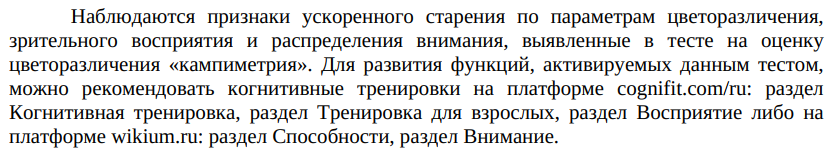 Наблюдаются признаки ускоренного старения по параметрам цветоразличения,
зрительного восприятия и распределения внимания, выявленные в тесте на оценку
цветоразличения «кампиметрия». Для развития функций, активируемых данным тестом,
можно рекомендовать когнитивные тренировки на платформе cognifit.com/ru: раздел
Когнитивная тренировка, раздел Тренировка для взрослых, раздел Восприятие либо на
платформе wikium.ru: раздел Способности, раздел Внимание.